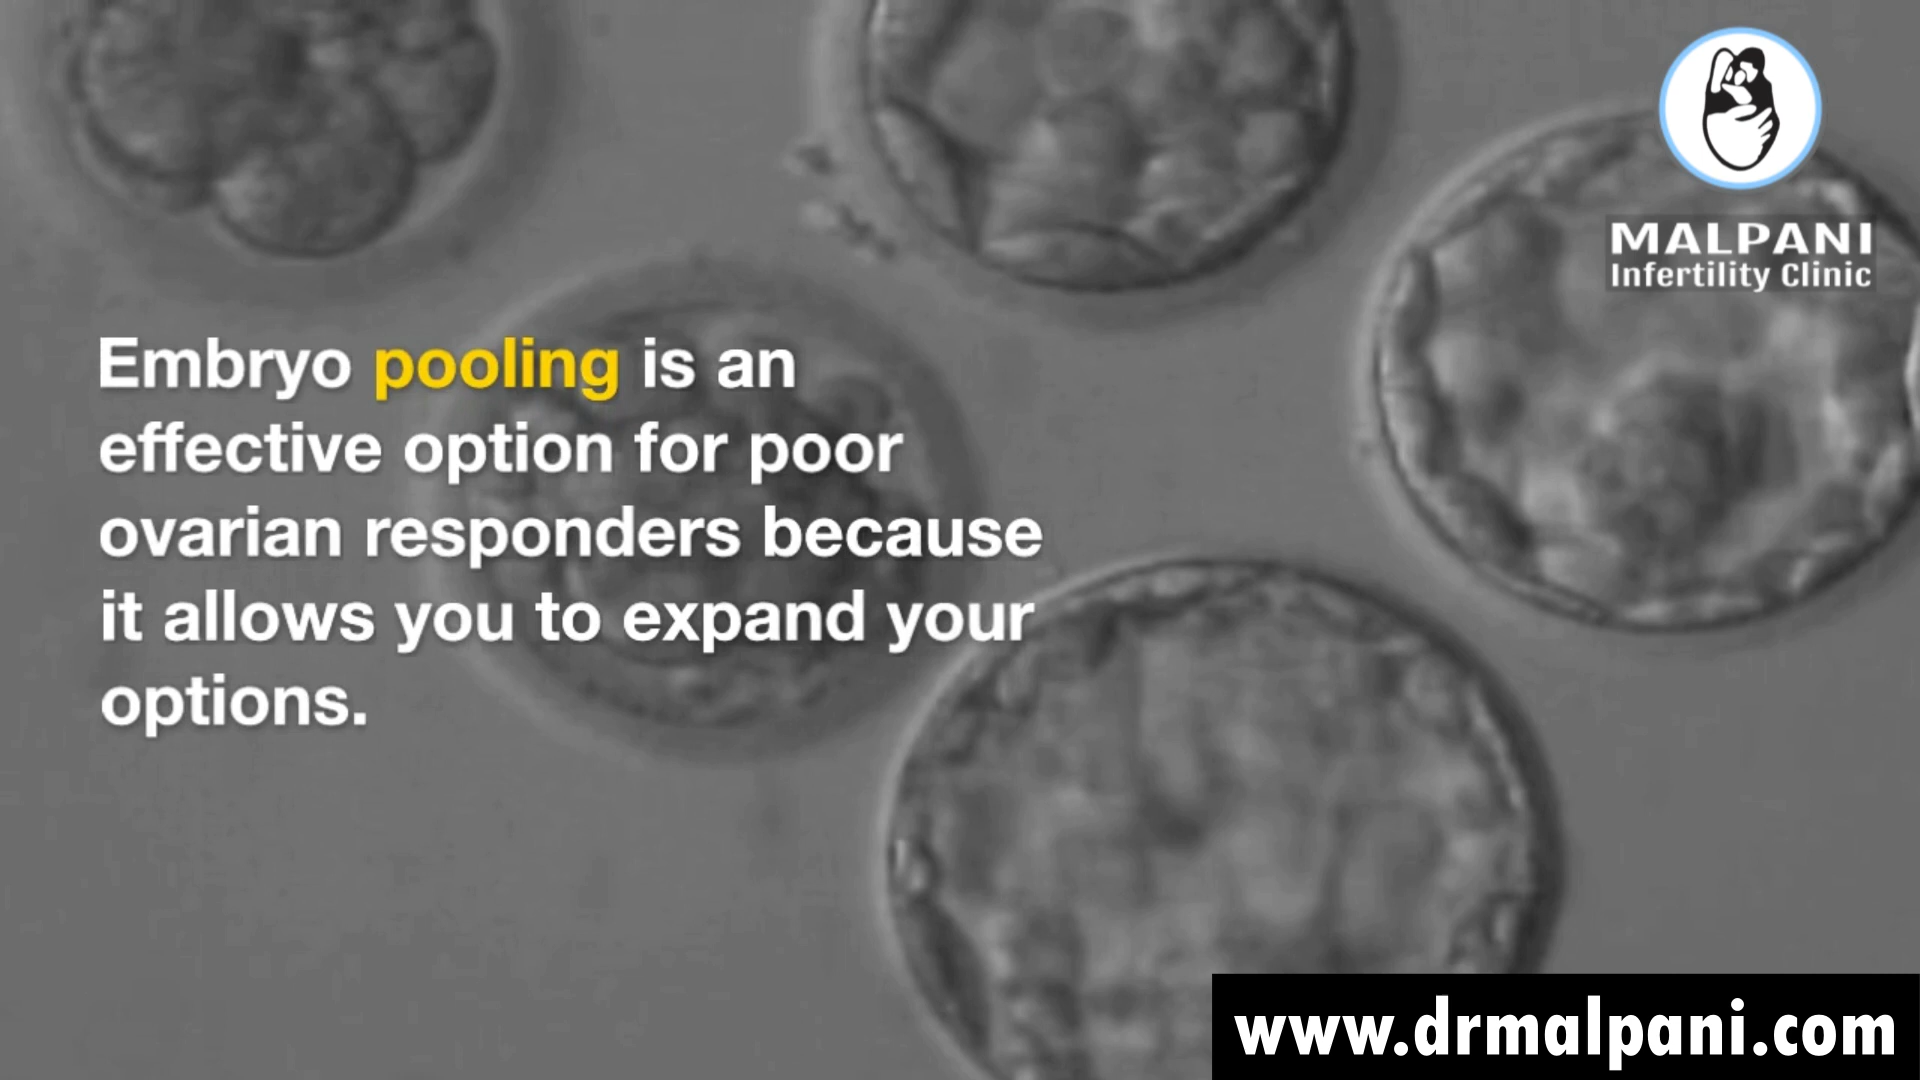 MALPANI
Infertility Clinic
Embryo pooling is an
effective option for poor
ovarian responders because
it allows you to expand your
options.
www.drmalpani.com